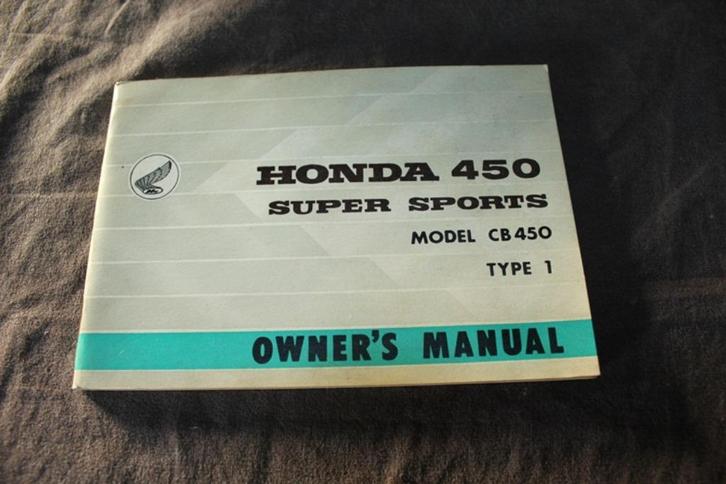 HONDA 450
SUPER SPORTS
MODEL CB450
TYPE 1
OWNER'S MANUAL